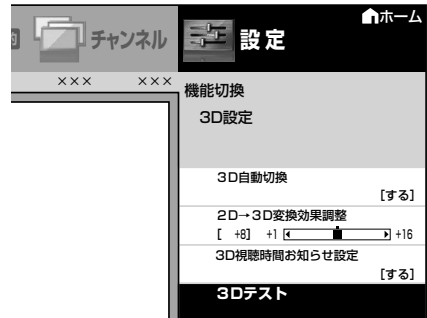 ホーム
チャンネル
設定
××× ×××
機能切換
3D設定
3D自動切換
[する]
2D→3D変換効果調整
[ +8] +1 +16
3D視聴時間お知らせ設定
[する]
3Dテスト